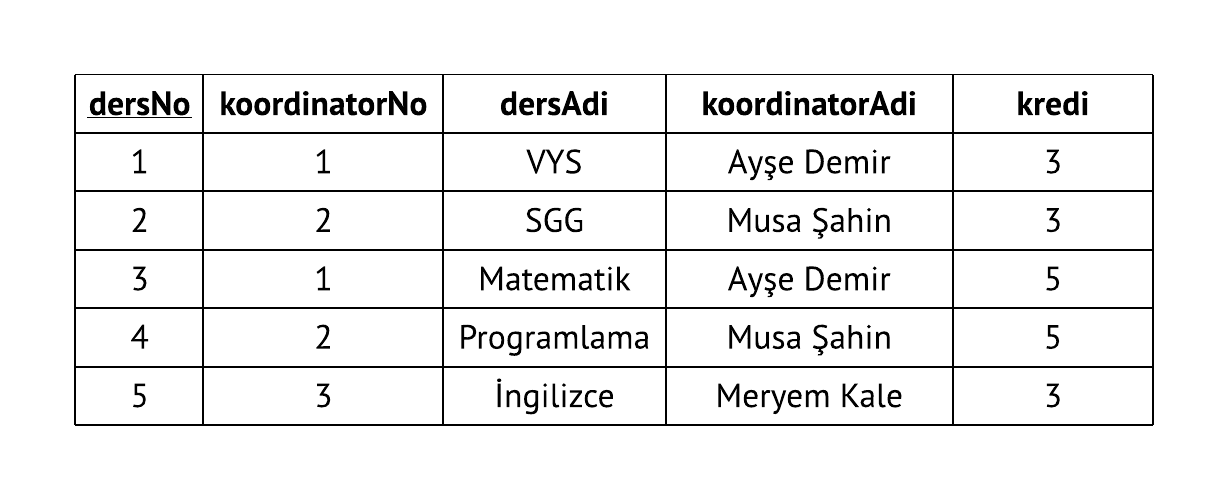 dersNo koordinatorNo dersAdi koordinatorAdi kredi
1 1 VYS Ayşe Demir 3
2 2 SGG Musa Şahin 3
3 1 Matematik Ayşe Demir 5
4 2 Programlama Musa Şahin 5
5 3 İngilizce Meryem Kale 3